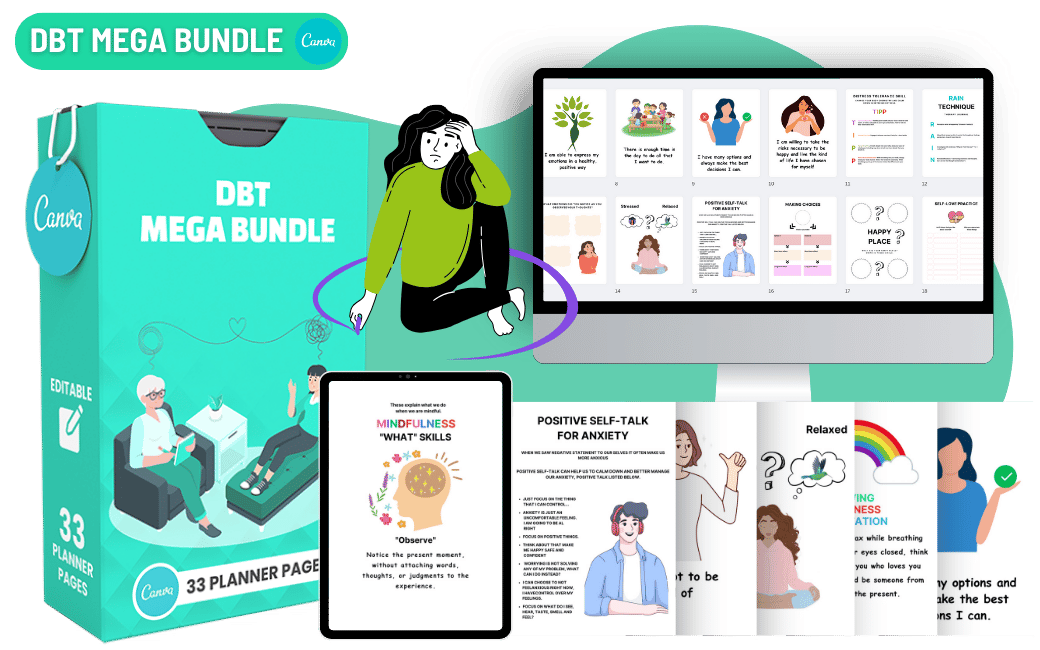 DBT MEGA BUNDLE
Canva
Canva
DBT
MEGA BUNDLE
EDITABLE
33
PLANNER
PAGES
Canva
33 PLANNER PAGE
I am able to express my
emotions in a healthy,
positive way
There is enough time in
the day to do all that
I want to do.
8
I have many options and
always make the best
decisions I can.
9
I am willing to take the
risks necessary to be
happy and live the kind
of life I have chosen
for myself
10
DISTRESS TOLERANCE SKILL
TIPP
T
I
P
P
11
RAIN
TECHNIQUE
R
A
I
N
12
Stressed
Relaxed
14
POSITIVE SELF-TALK
FOR ANXIETY
15
MAKING CHOICES
16
HAPPY
PLACE
17
SELF-LOVE PRACTICE
18
These explain what we do
when we are mindful.
MINDFULNESS
"WHAT" SKILLS
"Observe"
Notice the present moment,
without attaching words,
thoughts, or judgments to the
experience.
POSITIVE SELF-TALK
FOR ANXIETY
WHEN WE SAW NEGATIVE STATEMENT TO OUR SELVES IT OFTEN MAKE US
MORE ANXIOUS
POSITIVE SELF-TALK CAN HELP US TO CALM DOWN AND BETTER MANAGE
OUR ANXIETY, POSITIVE TALK LISTED BELOW.
JUST FOCUS ON THE THING
THAT I CAN CONTROL...
ANXIETY IS JUST AN
UNCOMFORTABLE FEELING.
I AM GOING TO BE AL
RIGHT
FOCUS ON POSITIVE THINGS.
THINK ABOUT THAT MAKE
ME HAPPY SAFE AND
CONFIDENT
WORRYING IS NOT SOLVING
ANY OF MY PROBLEM, WHAT
CAN I DO INSTEAD?
I CAN CHOOSE TO NOT
FEEL ANXIOUS RIGHT NOW,
I HAVE CONTROL OVER MY
FEELINGS.
FOCUS ON WHAT DO I SEE,
HEAR, TASTE, SMELL AND
FEEL?
ot to be
of
Relaxed
?
VING
NESS
ATION
ax while breathing
r eyes closed, think
you who loves you
d be someone from
the present.
ny options and
ake the best
ons I can.